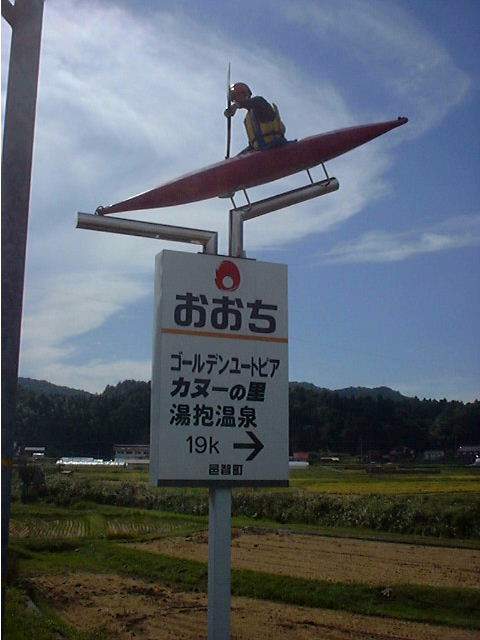 おおち
ゴールデンユートピア
カヌーの里
湯抱温泉
19K →
邑智町